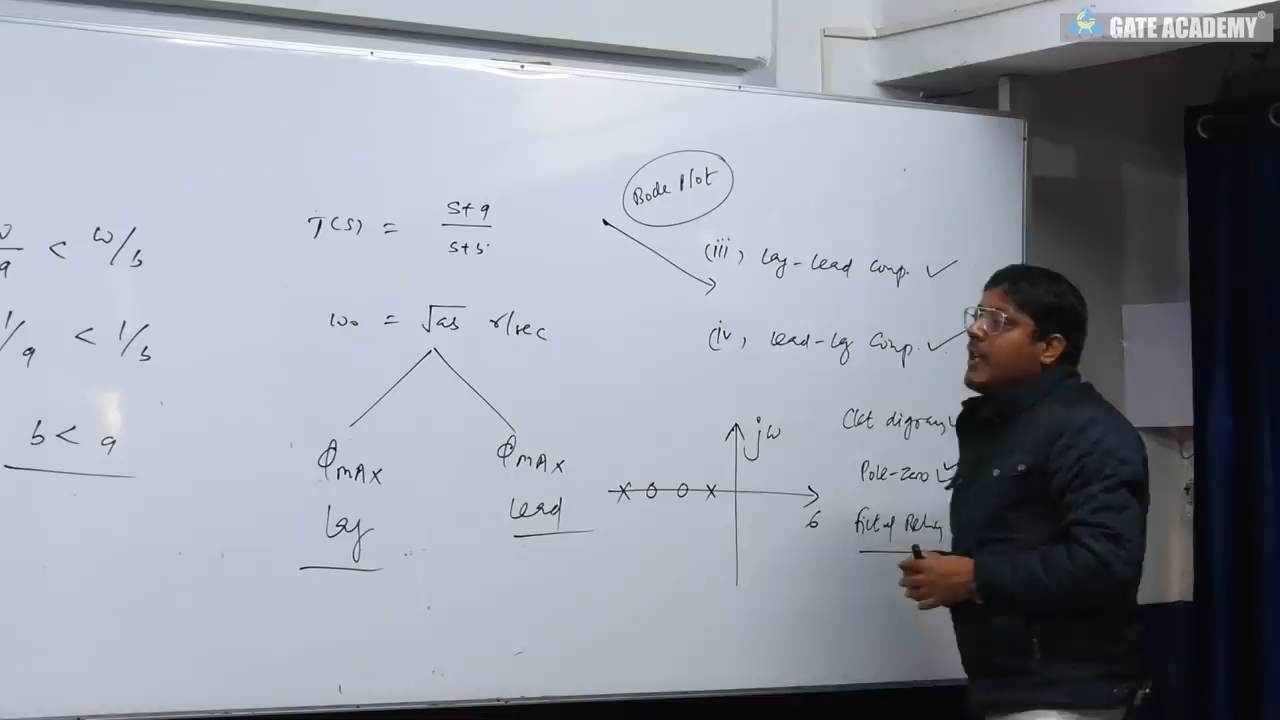 GATE ACADEMY®
Bode Plot
T(s) = s+a / s+b
ω/a < ω/b
(iii) Lag-lead comp. ✓
1/a < 1/b
ω₀ = √ab r/sec
(iv) Lead-lag comp. ✓
b < a
φMAX φMAX
Lag Lead
jω
σ
Ckt digram ✓
Pole-zero ✓